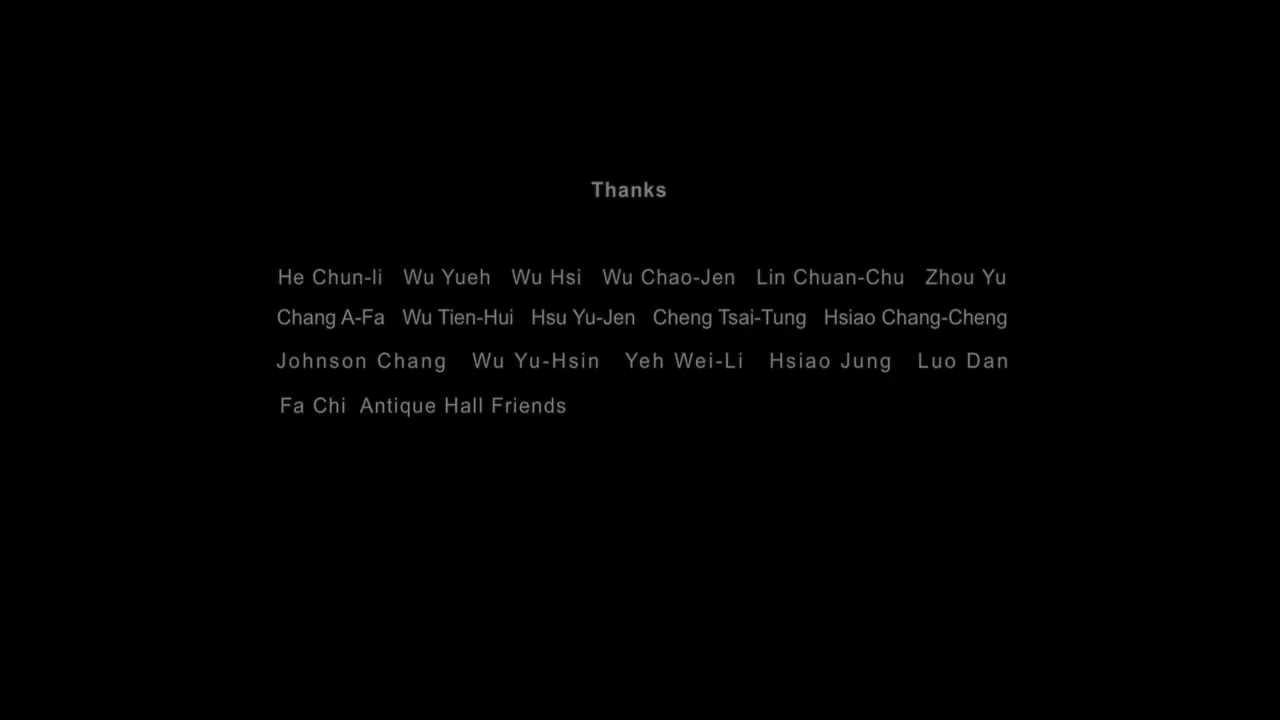 Thanks
He Chun-li Wu Yueh Wu Hsi Wu Chao-Jen Lin Chuan-Chu Zhou Yu
Chang A-Fa Wu Tien-Hui Hsu Yu-Jen Cheng Tsai-Tung Hsiao Chang-Cheng
Johnson Chang Wu Yu-Hsin Yeh Wei-Li Hsiao Jung Luo Dan
Fa Chi Antique Hall Friends